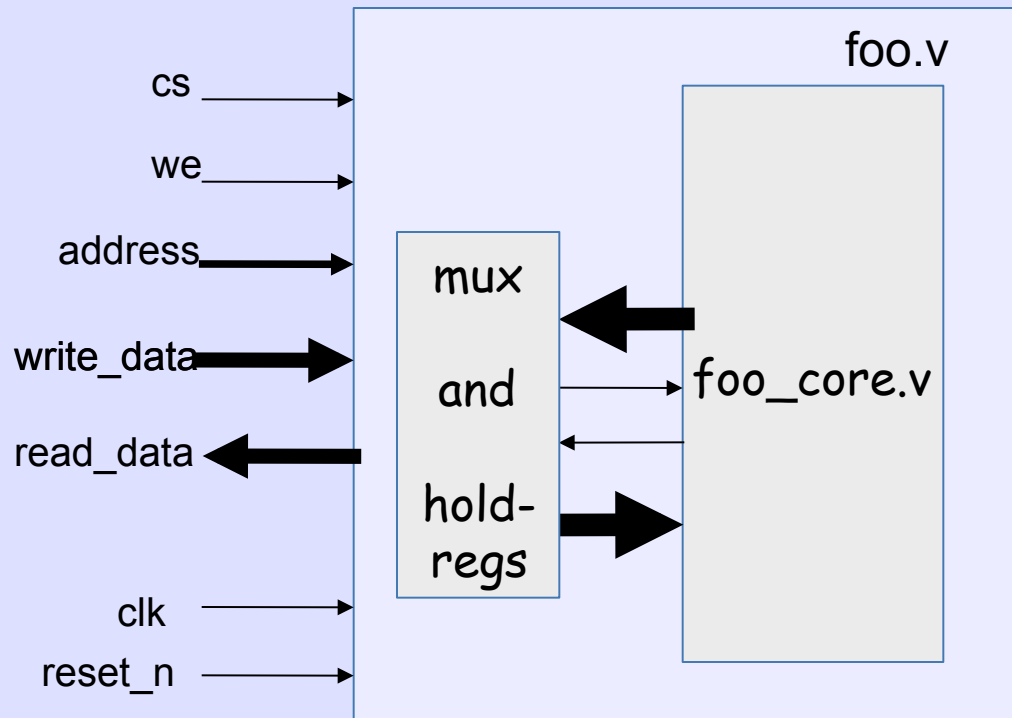 foo.v
cs
we
address
write_data
read_data
clk
reset_n
mux
and
hold-
regs
foo_core.v